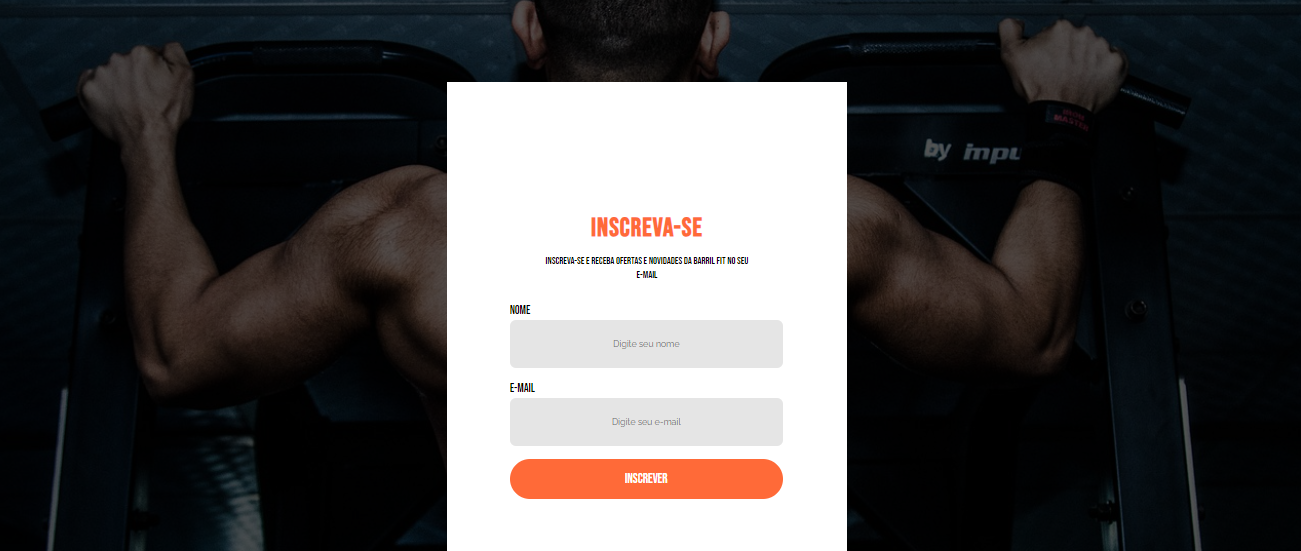 by inpu
INSCREVA-SE
INSCREVA-SE E RECEBA OFERTAS E NOVIDADES DA BARRIL FIT NO SEU
E-MAIL
NOME
Digite seu nome
E-MAIL
Digite seu e-mail
INSCREVER